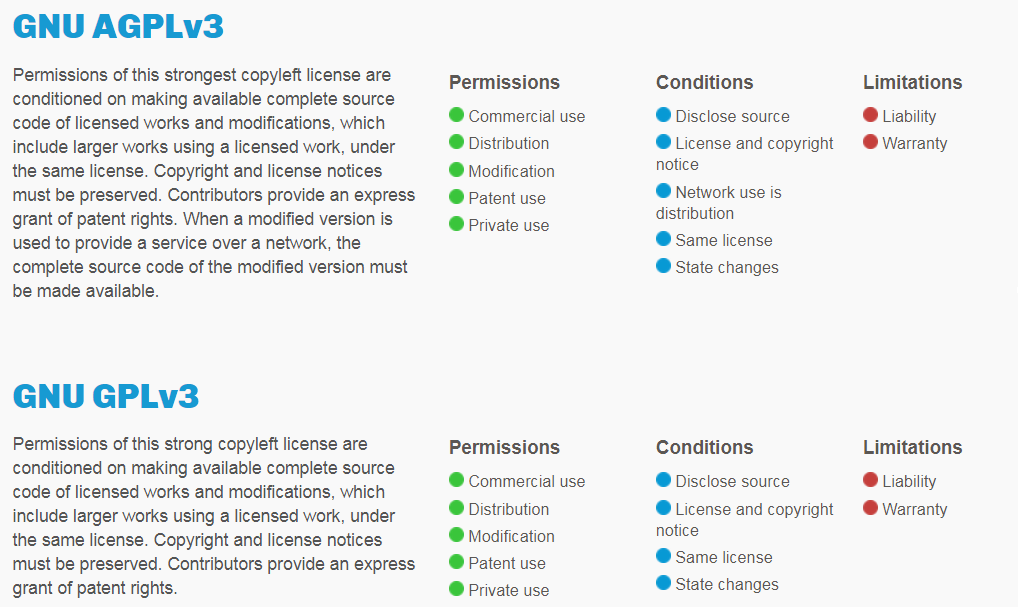 GNU AGPLv3
Permissions of this strongest copyleft license are
conditioned on making available complete source
code of licensed works and modifications, which
include larger works using a licensed work, under
the same license. Copyright and license notices
must be preserved. Contributors provide an express
grant of patent rights. When a modified version is
used to provide a service over a network, the
complete source code of the modified version must
be made available.
Permissions
Commercial use
Distribution
Modification
Patent use
Private use
Conditions
Disclose source
License and copyright
notice
Network use is
distribution
Same license
State changes
Limitations
Liability
Warranty
GNU GPLv3
Permissions of this strong copyleft license are
conditioned on making available complete source
code of licensed works and modifications, which
include larger works using a licensed work, under
the same license. Copyright and license notices
must be preserved. Contributors provide an express
grant of patent rights.
Permissions
Commercial use
Distribution
Modification
Patent use
Private use
Conditions
Disclose source
License and copyright
notice
Same license
State changes
Limitations
Liability
Warranty